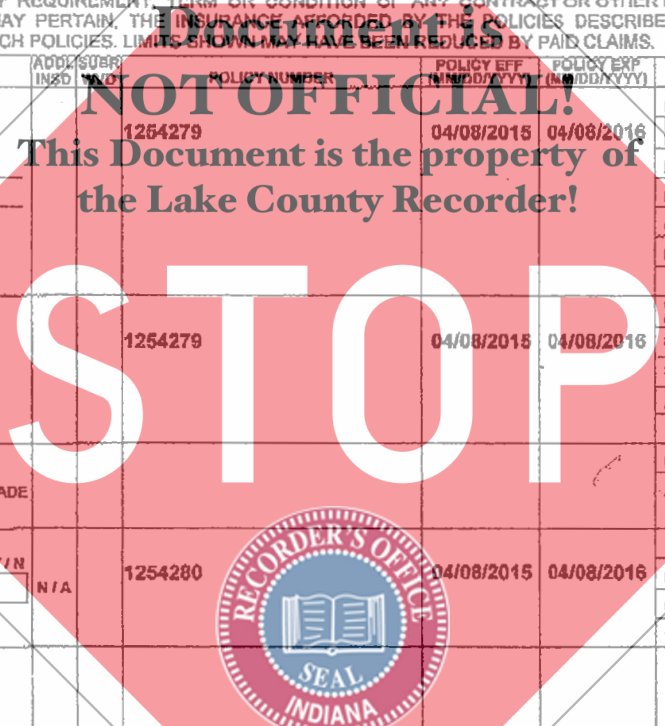 REQUIREMENT, TERM OR CONDITION OF ANY CONTRACT OR OTHER
AY PERTAIN, THE INSURANCE AFFORDED BY THE POLICIES DESCRIBE
CH POLICIES. LIMITS SHOWN MAY HAVE BEEN REDUCED BY PAID CLAIMS.
Document is
ADDL SUBR
INSD WVD POLICY NUMBER POLICY EFF (MM/DD/YYYY) POLICY EXP (MM/DD/YYYY)
NOT OFFICIAL!
1254279 04/08/2015 04/08/2016
This Document is the property of
the Lake County Recorder!
STOP
1254279 04/08/2015 04/08/2016
ADE
/ N
N / A
1254280 04/08/2015 04/08/2016
RECORDER'S OFFICE
SEAL
INDIANA